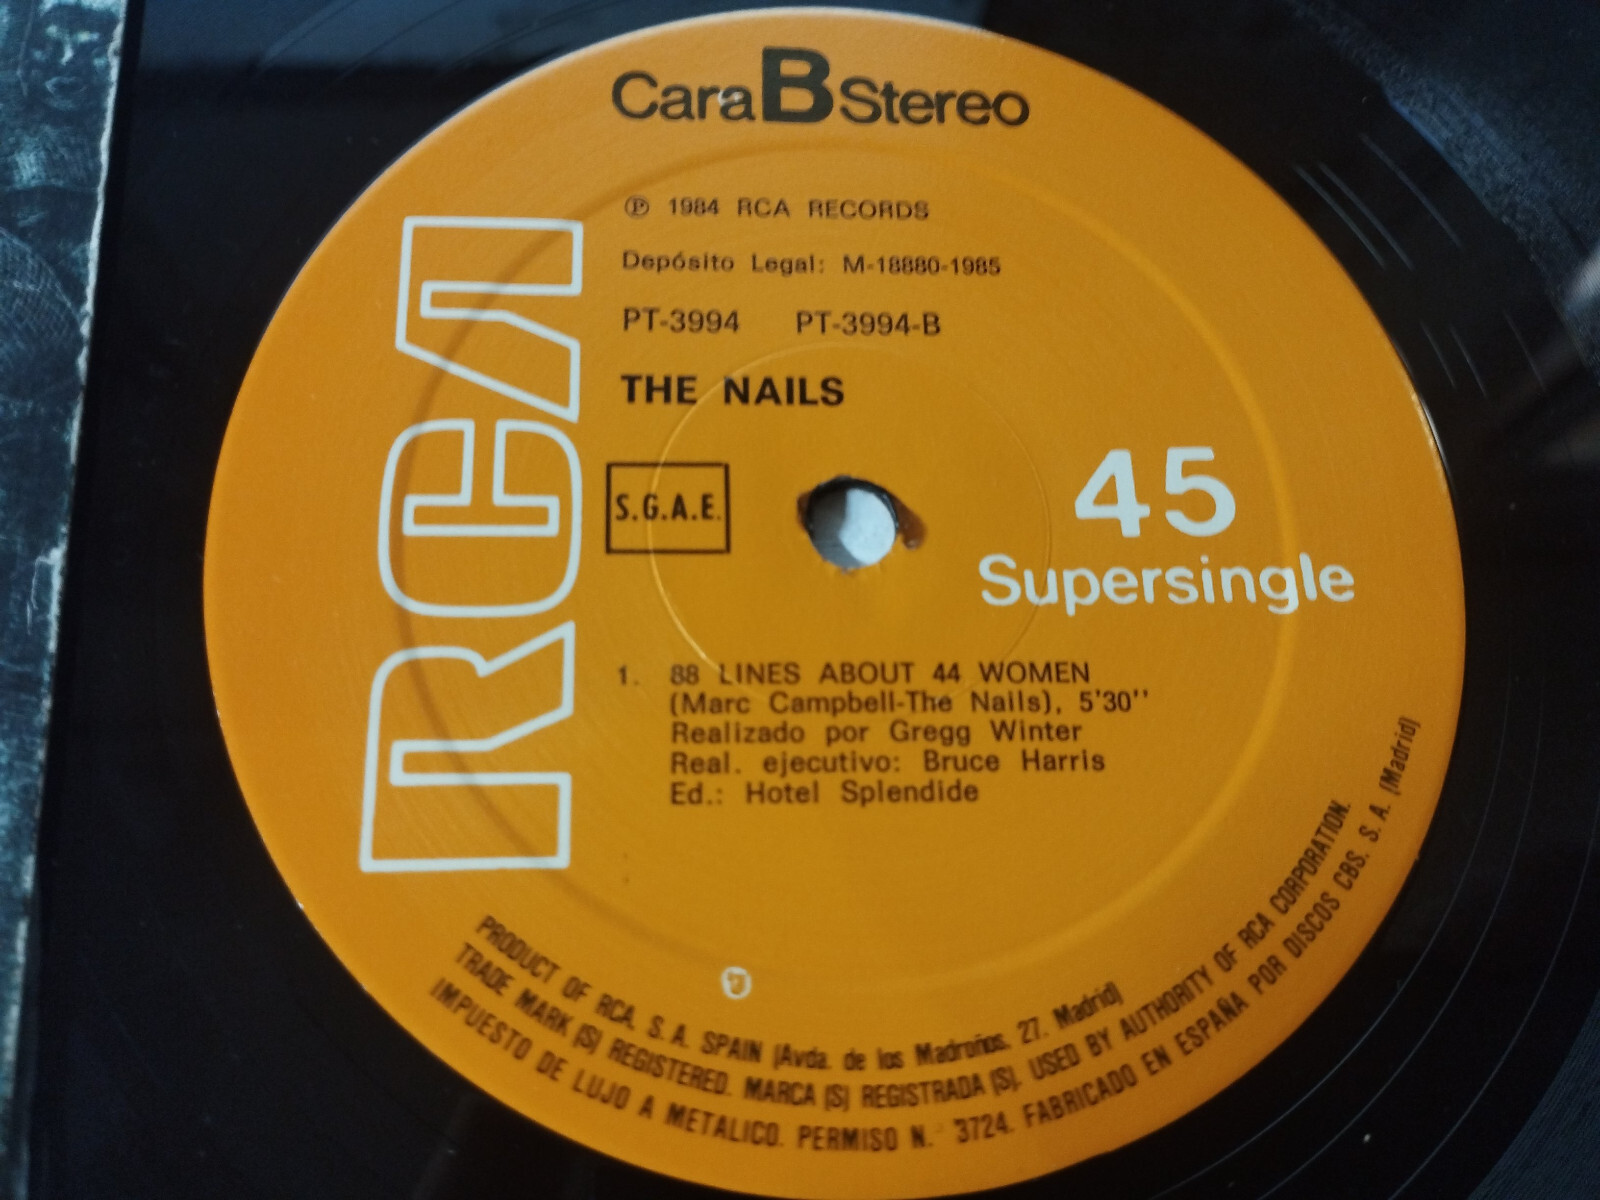 Cara B Stereo
℗ 1984 RCA RECORDS
Depósito Legal: M-18880-1985
PT-3994 PT-3994-B
THE NAILS
S.G.A.E.
RCA
45
Supersingle
1. 88 LINES ABOUT 44 WOMEN
(Marc Campbell-The Nails), 5'30''
Realizado por Gregg Winter
Real. ejecutivo: Bruce Harris
Ed.: Hotel Splendide
PRODUCT OF RCA. S. A. SPAIN (Avda. de los Madroños, 27. Madrid)
TRADE MARK (S) REGISTERED. MARCA (S) REGISTRADA (S). USED BY AUTHORITY OF RCA CORPORATION.
IMPUESTO DE LUJO A METALICO. PERMISO N.° 3724. FABRICADO EN ESPAÑA POR DISCOS CBS. S. A. (Madrid)